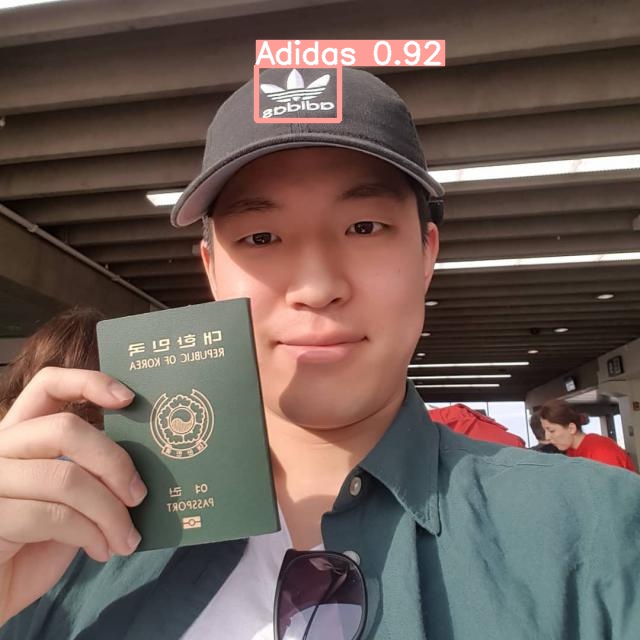 Adidas 0.92
adidas
대한민국
REPUBLIC OF KOREA
여권
PASSPORT